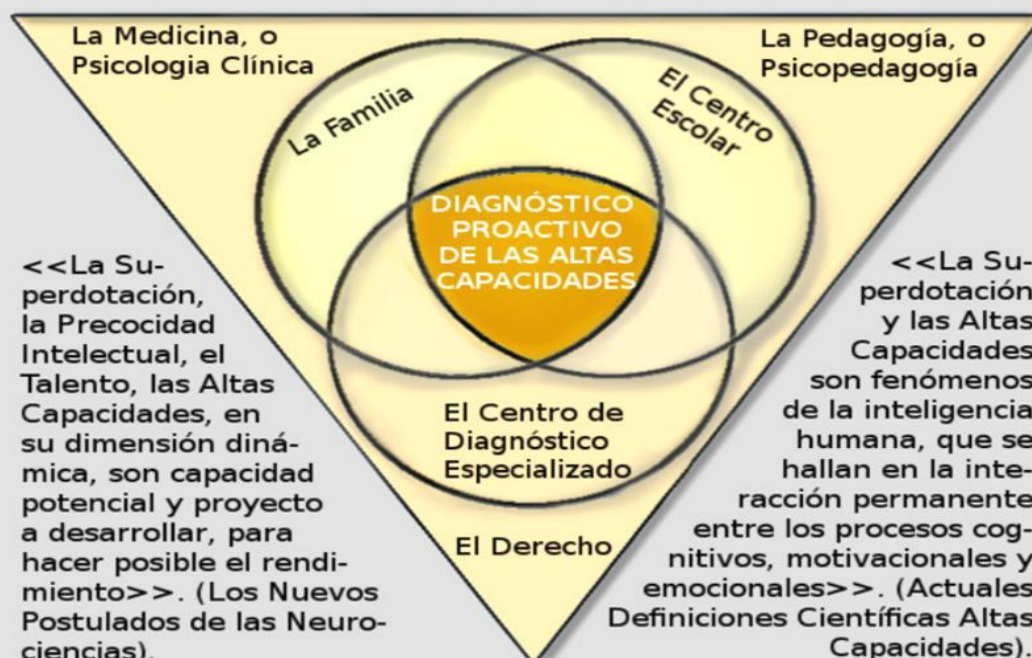 La Medicina, o
Psicologia Clínica
La Pedagogía, o
Psicopedagogía
La Familia
El Centro
Escolar
DIAGNÓSTICO
PROACTIVO
DE LAS ALTAS
CAPACIDADES
El Centro de
Diagnóstico
Especializado
El Derecho
<<La Su-
perdotación,
la Precocidad
Intelectual, el
Talento, las Altas
Capacidades, en
su dimensión diná-
mica, son capacidad
potencial y proyecto
a desarrollar, para
hacer posible el rendi-
miento>>. (Los Nuevos
Postulados de las Neuro-
ciencias).
<<La Su-
perdotación
y las Altas
Capacidades
son fenómenos
de la inteligencia
humana, que se
hallan en la inte-
racción permanente
entre los procesos cog-
nitivos, motivacionales y
emocionales>>. (Actuales
Definiciones Científicas Altas
Capacidades).